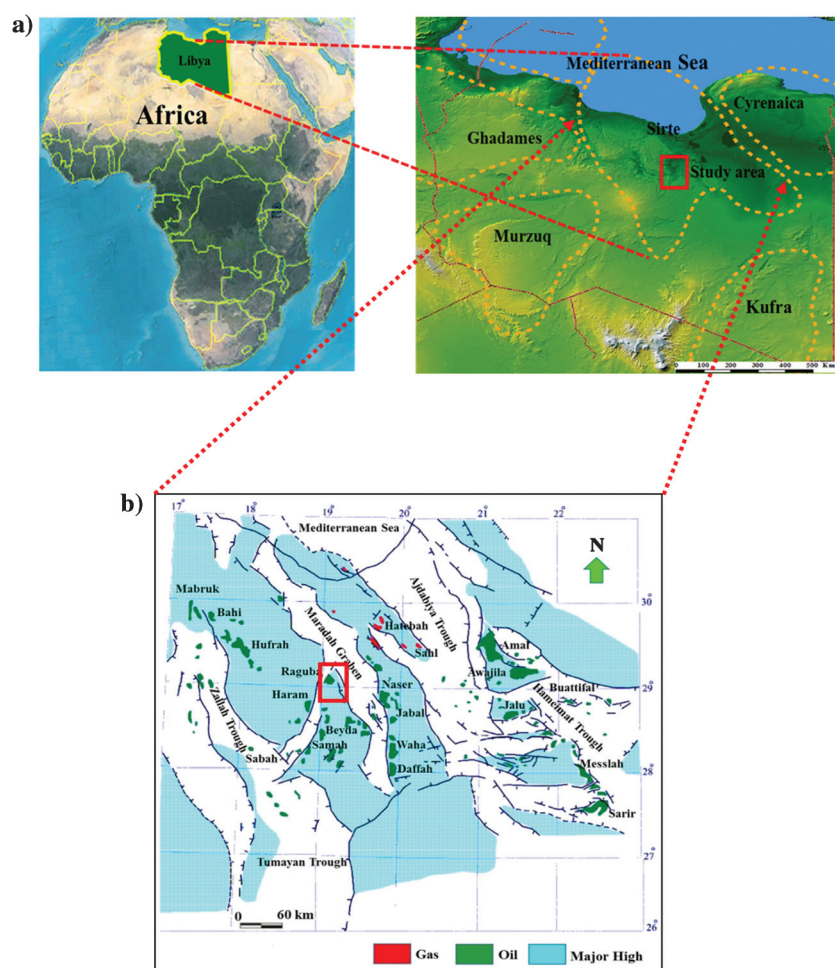 a)
Libya
Africa
Mediterranean Sea
Cyrenaica
Ghadames
Sirte
Study area
Murzuq
Kufra
0 100 200 300 400 500 Km
b)
17° 18° 19° 20° 21° 22°
Mediterranean Sea
N
Mabruk
Bahi
Hufrah
Maradah Graben
Ajdabiya Trough
30°
Hatebah
Sahl
Amal
Raguba
Awajila
Haram
Naser
Buattifal
29°
Zallah Trough
Jabal
Jalu
Hameimat Trough
Beyda
Samah
Waha
Sabah
Daffah
Messlah
28°
Sarir
Tumayan Trough
27°
0 60 km
26°
Gas Oil Major High